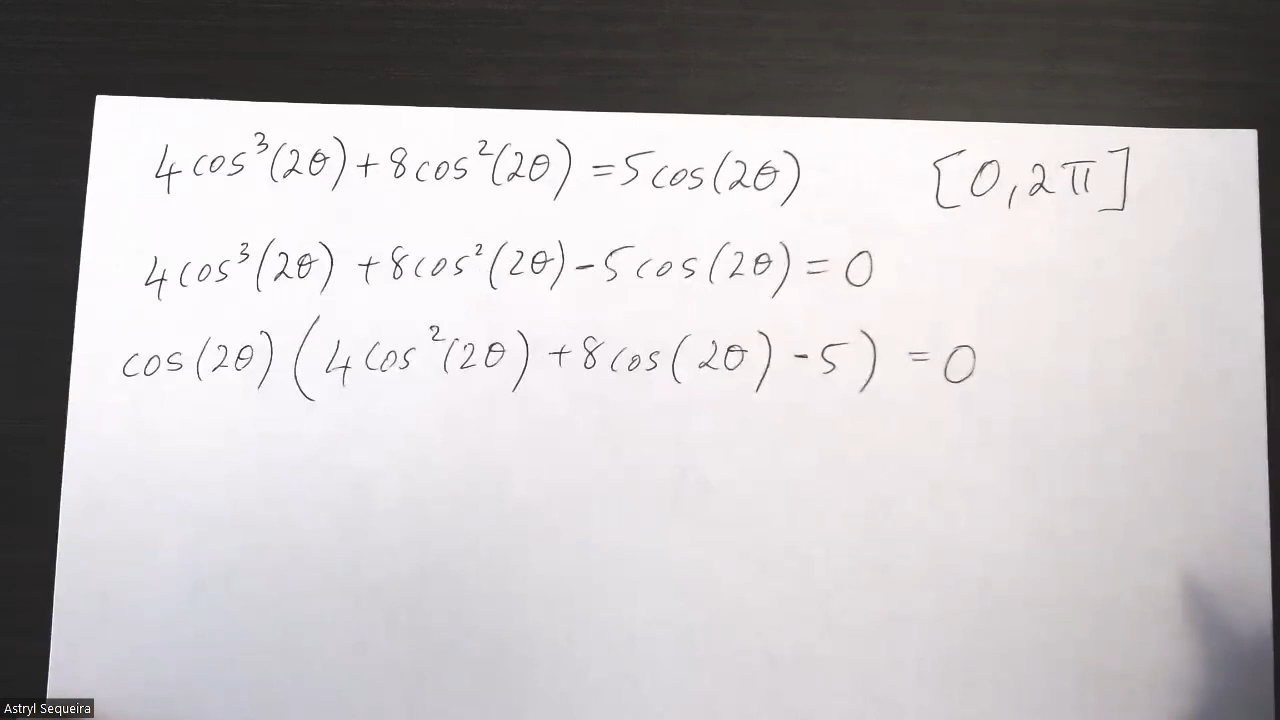 4cos³(2θ)+8cos²(2θ) =5cos(2θ) [0,2π]
4cos³(2θ) +8cos²(2θ)-5cos(2θ)=0
cos(2θ)(4cos²(2θ) +8cos(2θ)-5) =0
Astryl Sequeira